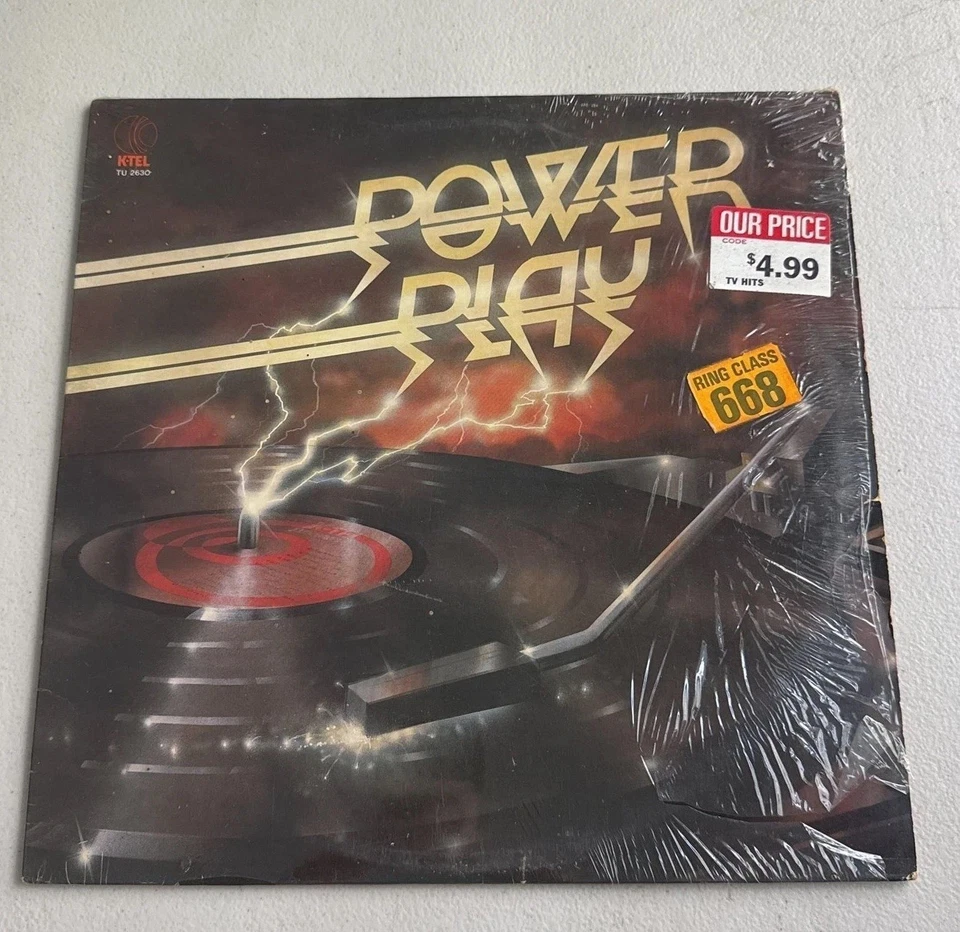 K-TEL
TU 2630
POWER
PLAY
OUR PRICE
CODE
$4.99
TV HITS
RING CLASS
668